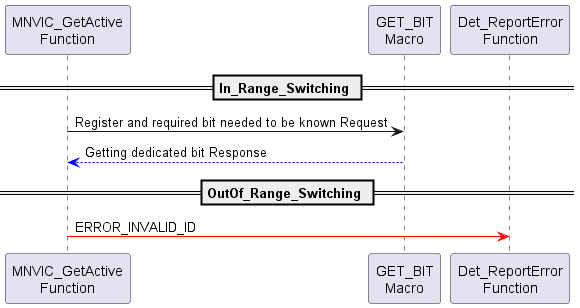 MNVIC_GetActive
Function
GET_BIT
Macro
Det_ReportError
Function
In_Range_Switching
Register and required bit needed to be known Request
Getting dedicated bit Response
OutOf_Range_Switching
ERROR_INVALID_ID
MNVIC_GetActive
Function
GET_BIT
Macro
Det_ReportError
Function